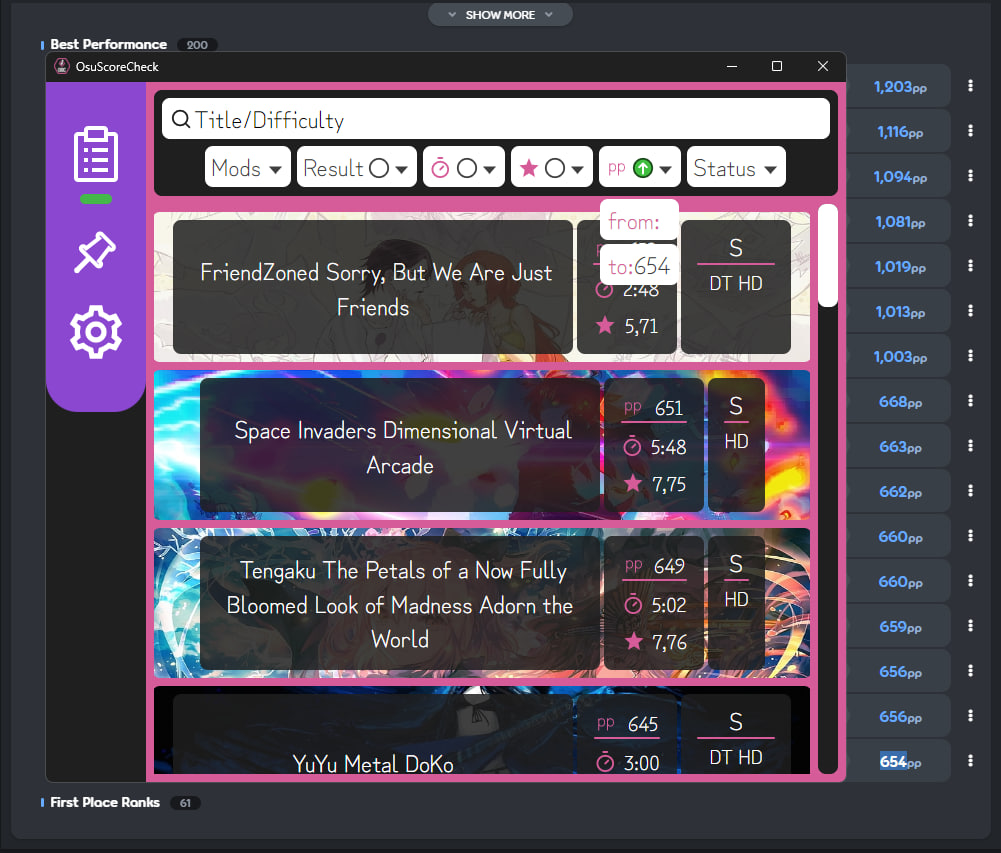 SHOW MORE
Best Performance 200
OsuScoreCheck
Title/Difficulty
Mods Result pp Status
from:
to:654
FriendZoned Sorry, But We Are Just
Friends
2:48
5,71
S
DT HD
Space Invaders Dimensional Virtual
Arcade
pp 651
5:48
7,75
S
HD
Tengaku The Petals of a Now Fully
Bloomed Look of Madness Adorn the
World
pp 649
5:02
7,76
S
HD
YuYu Metal DoKo
pp 645
3:00
S
DT HD
1,203pp
1,116pp
1,094pp
1,081pp
1,019pp
1,013pp
1,003pp
668pp
663pp
662pp
660pp
660pp
659pp
656pp
656pp
654pp
First Place Ranks 61